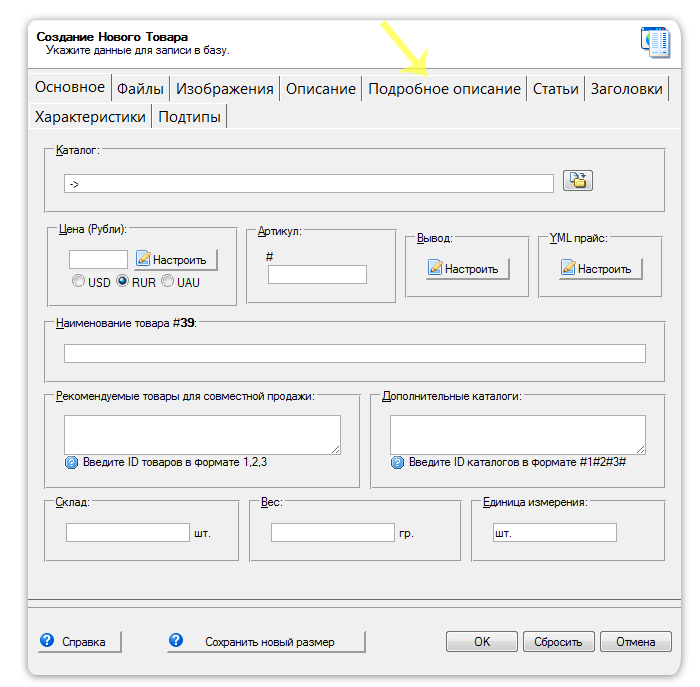 Создание Нового Товара
Укажите данные для записи в базу.
Основное Файлы Изображения Описание Подробное описание Статьи Заголовки
Характеристики Подтипы
Каталог:
->
Цена (Рубли): Артикул: Вывод: YML прайс:
Настроить # Настроить Настроить
USD RUR UAU
Наименование товара #39:
Рекомендуемые товары для совместной продажи: Дополнительные каталоги:
Введите ID товаров в формате 1,2,3 Введите ID каталогов в формате #1#2#3#
Склад: Вес: Единица измерения:
шт. гр. шт.
Справка Сохранить новый размер OK Сбросить Отмена